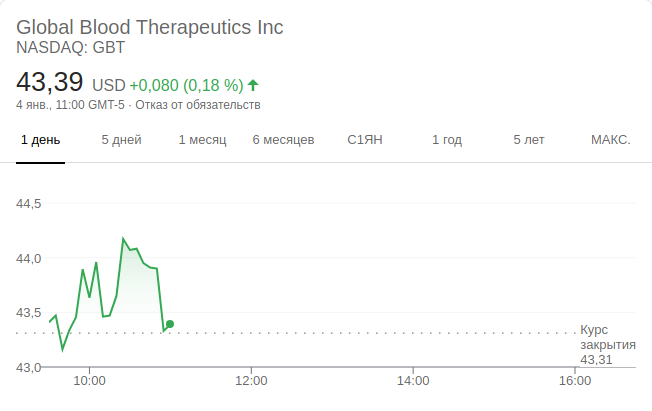 Global Blood Therapeutics Inc
NASDAQ: GBT
43,39 USD +0,080 (0,18 %)
4 янв., 11:00 GMT-5 · Отказ от обязательств
1 день 5 дней 1 месяц 6 месяцев С1ЯН 1 год 5 лет МАКС.
44,5
44,0
43,5
Курс
закрытия
43,31
43,0
10:00 12:00 14:00 16:00